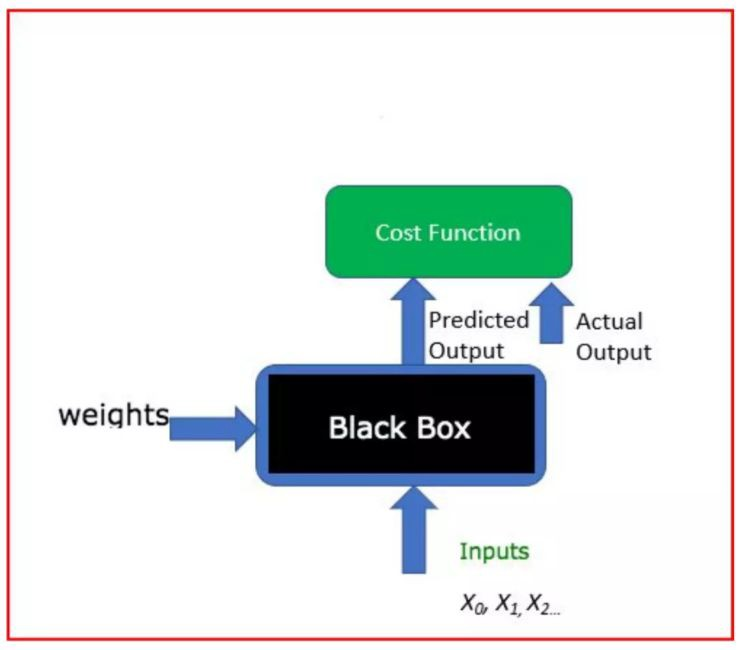 Cost Function
Predicted
Output
Actual
Output
weights
Black Box
Inputs
X0, X1, X2...